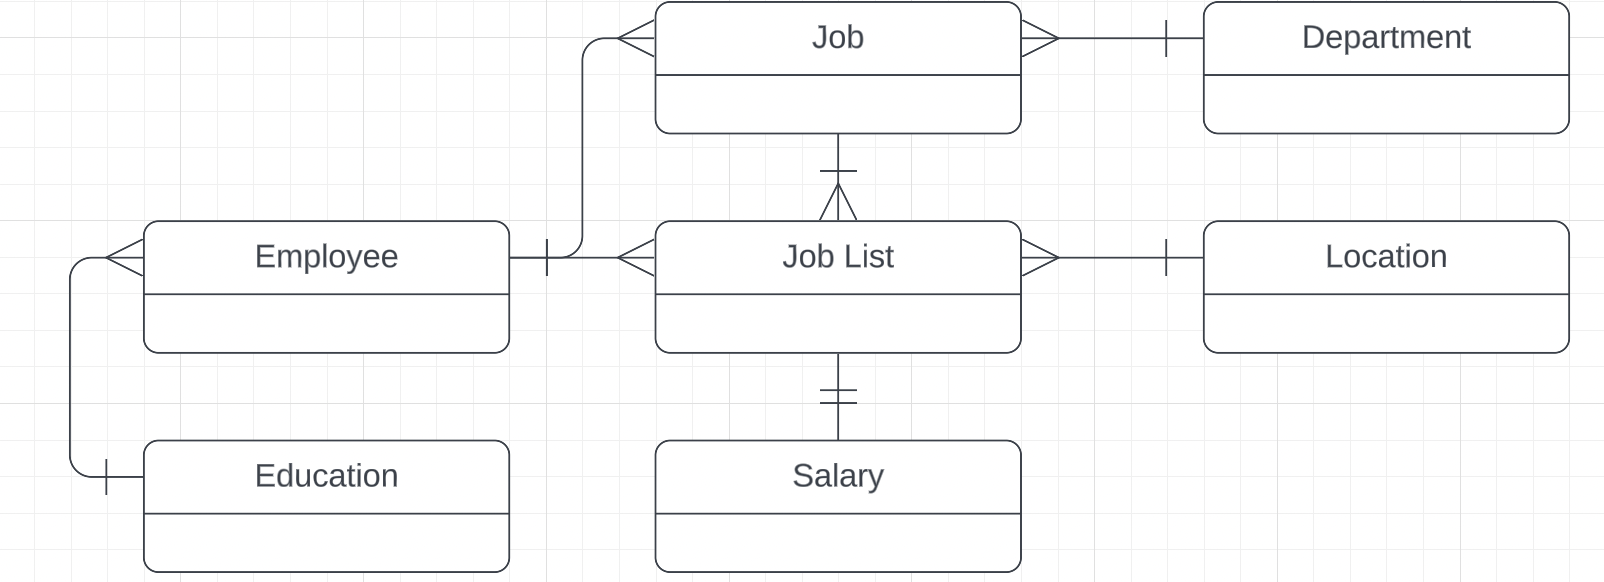 Job
Department
Employee
Job List
Location
Education
Salary